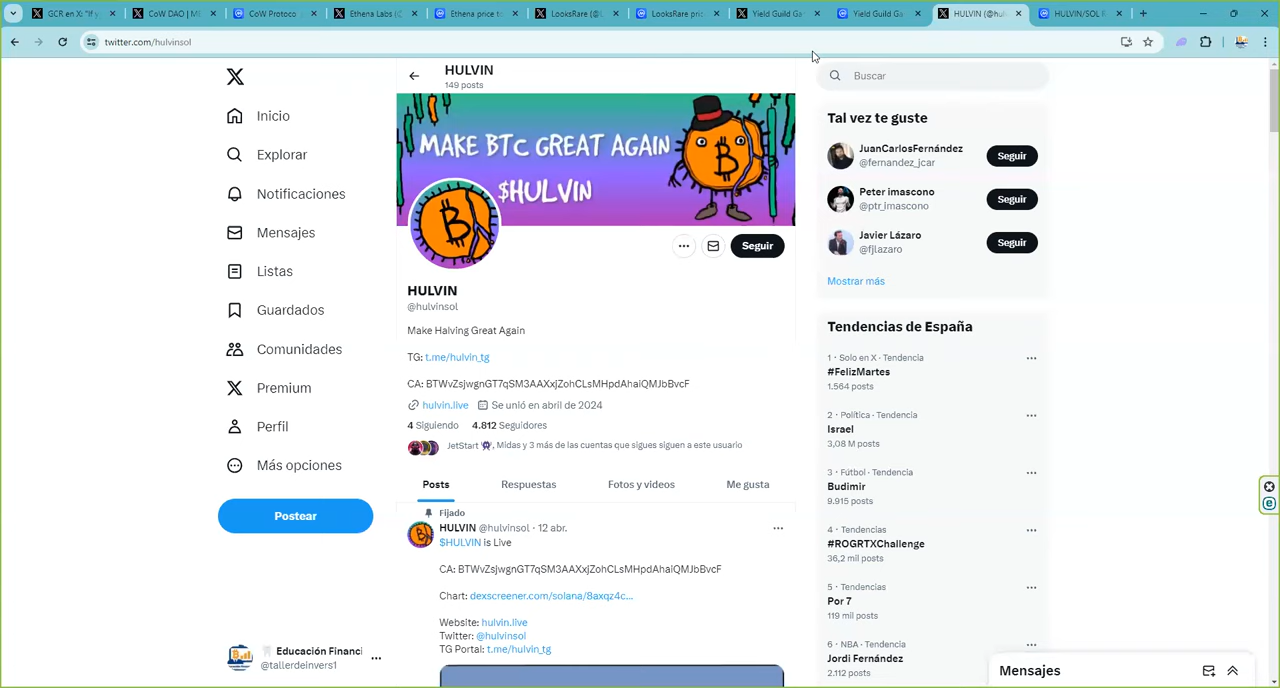 GCR en X: "If y
CoW DAO | M
CoW Protoco
Ethena Labs (
Ethena price to
LooksRare (@L
LooksRare pric
Yield Guild Ga
Yield Guild Ga
HULVIN (@hul
HULVIN/SOL
twitter.com/hulvinsol
HULVIN
149 posts
Buscar
Inicio
Explorar
Notificaciones
Mensajes
Listas
Guardados
Comunidades
Premium
Perfil
Más opciones
Postear
Educación Financi
@tallerdeinvers1
MAKE BTC GREAT AGAIN
$HULVIN
Seguir
HULVIN
@hulvinsol
Make Halving Great Again
TG: t.me/hulvin_tg
CA: BTWvZsjwgnGT7qSM3AAXxjZohCLsMHpdAhaiQMJbBvcF
hulvin.live Se unió en abril de 2024
4 Siguiendo 4.812 Seguidores
JetStart, Midas y 3 más de las cuentas que sigues siguen a este usuario
Posts Respuestas Fotos y videos Me gusta
Fijado
HULVIN @hulvinsol · 12 abr.
$HULVIN is Live
CA: BTWvZsjwgnGT7qSM3AAXxjZohCLsMHpdAhaiQMJbBvcF
Chart: dexscreener.com/solana/8axqz4c...
Website: hulvin.live
Twitter: @hulvinsol
TG Portal: t.me/hulvin_tg
Tal vez te guste
JuanCarlosFernández
@fernandez_jcar
Seguir
Peter imascono
@ptr_imascono
Seguir
Javier Lázaro
@fjlazaro
Seguir
Mostrar más
Tendencias de España
1 · Solo en X · Tendencia
#FelizMartes
1.564 posts
2 · Política · Tendencia
Israel
3,08 M posts
3 · Fútbol · Tendencia
Budimir
9.915 posts
4 · Tendencias
#ROGRTXChallenge
36,2 mil posts
5 · Tendencias
Por 7
119 mil posts
6 · NBA · Tendencia
Jordi Fernández
2.112 posts
Mensajes